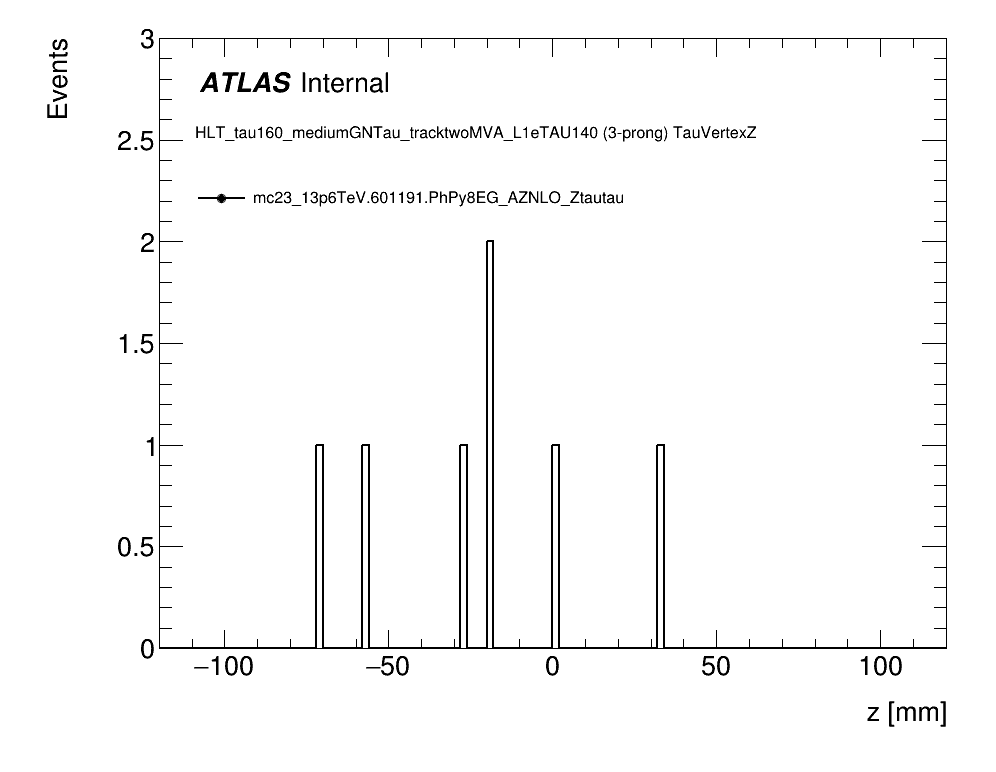 Events
3
ATLAS Internal
HLT_tau160_mediumGNTau_tracktwoMVA_L1eTAU140 (3-prong) TauVertexZ
2.5
mc23_13p6TeV.601191.PhPy8EG_AZNLO_Ztautau
2
1.5
1
0.5
0
−100 −50 0 50 100
z [mm]